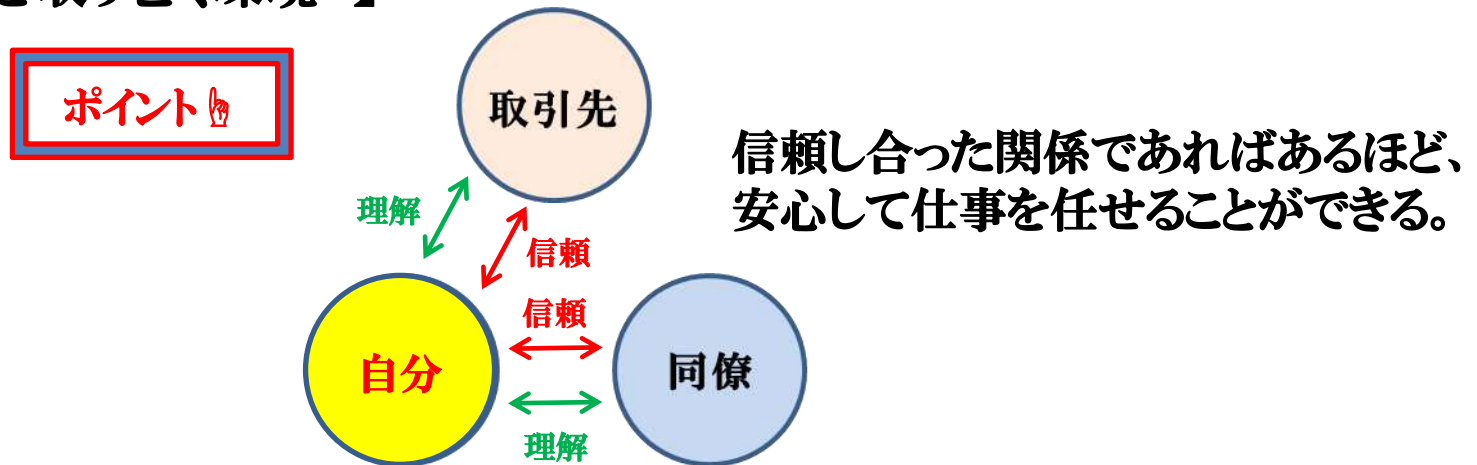 ポイント
取引先
信頼し合った関係であればあるほど、
安心して仕事を任せることができる。
理解
信頼
信頼
自分
同僚
理解